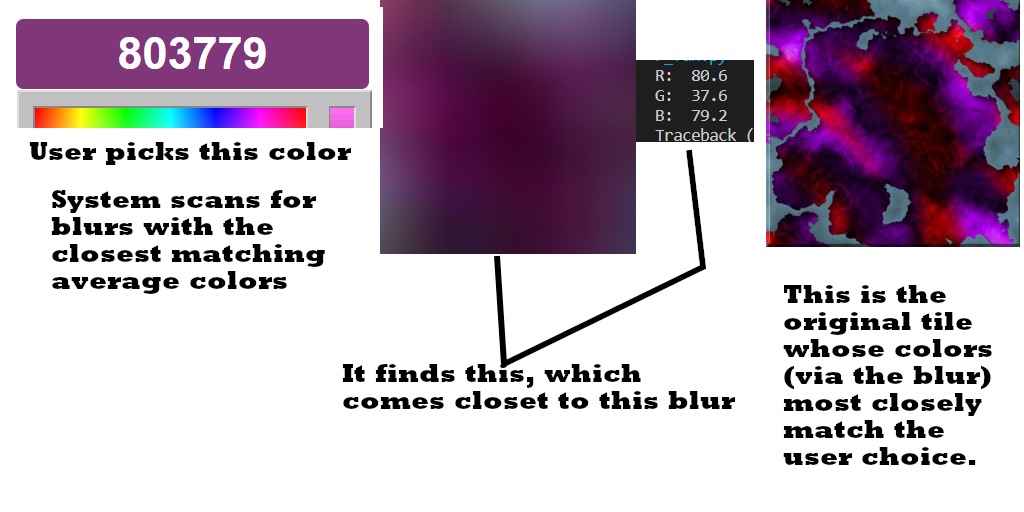 803779
User picks this color
System scans for
blurs with the
closest matching
average colors
R: 80.6
G: 37.6
B: 79.2
Traceback (
It finds this, which
comes closet to this blur
This is the
original tile
whose colors
(via the blur)
most closely
match the
user choice.